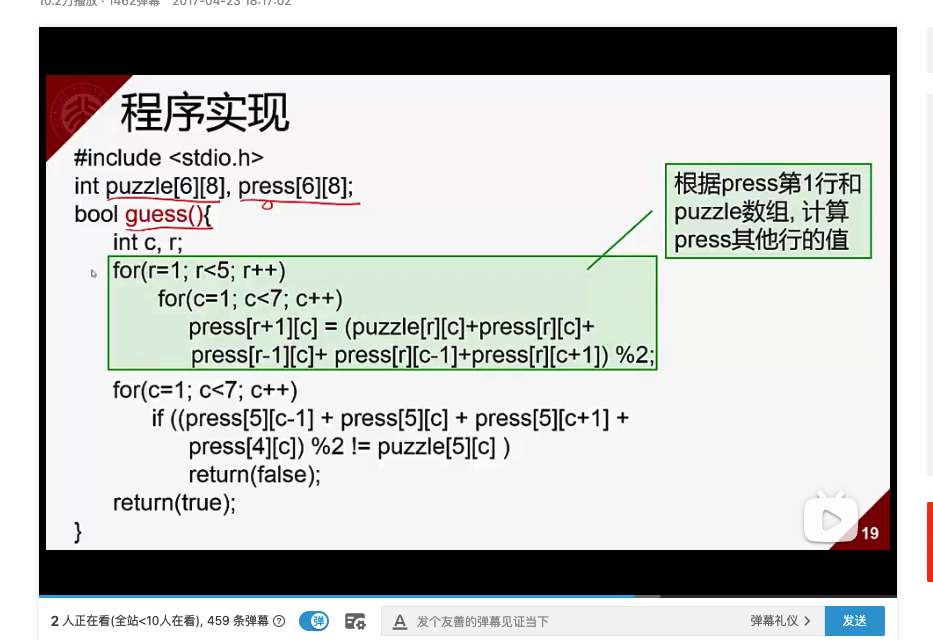 10.2万播放 · 1462弹幕 2017-04-23 18:17:02
程序实现
#include <stdio.h>
int puzzle[6][8], press[6][8];
bool guess(){
int c, r;
for(r=1; r<5; r++)
for(c=1; c<7; c++)
press[r+1][c] = (puzzle[r][c]+press[r][c]+
press[r-1][c]+ press[r][c-1]+press[r][c+1]) %2;
for(c=1; c<7; c++)
if ((press[5][c-1] + press[5][c] + press[5][c+1] +
press[4][c]) %2 != puzzle[5][c] )
return(false);
return(true);
}
根据press第1行和
puzzle数组, 计算
press其他行的值
19
2 人正在看(全站<10人在看), 459 条弹幕
弹
A 发个友善的弹幕见证当下
弹幕礼仪 >
发送